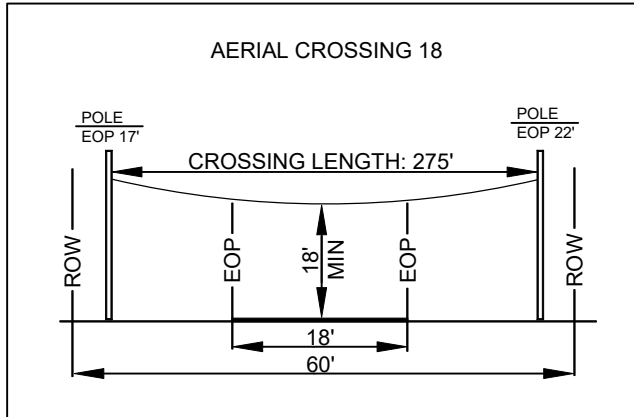 AERIAL CROSSING 18
POLE
EOP 17'
POLE
EOP 22'
CROSSING LENGTH: 275'
ROW
EOP
18'
MIN
EOP
ROW
18'
60'